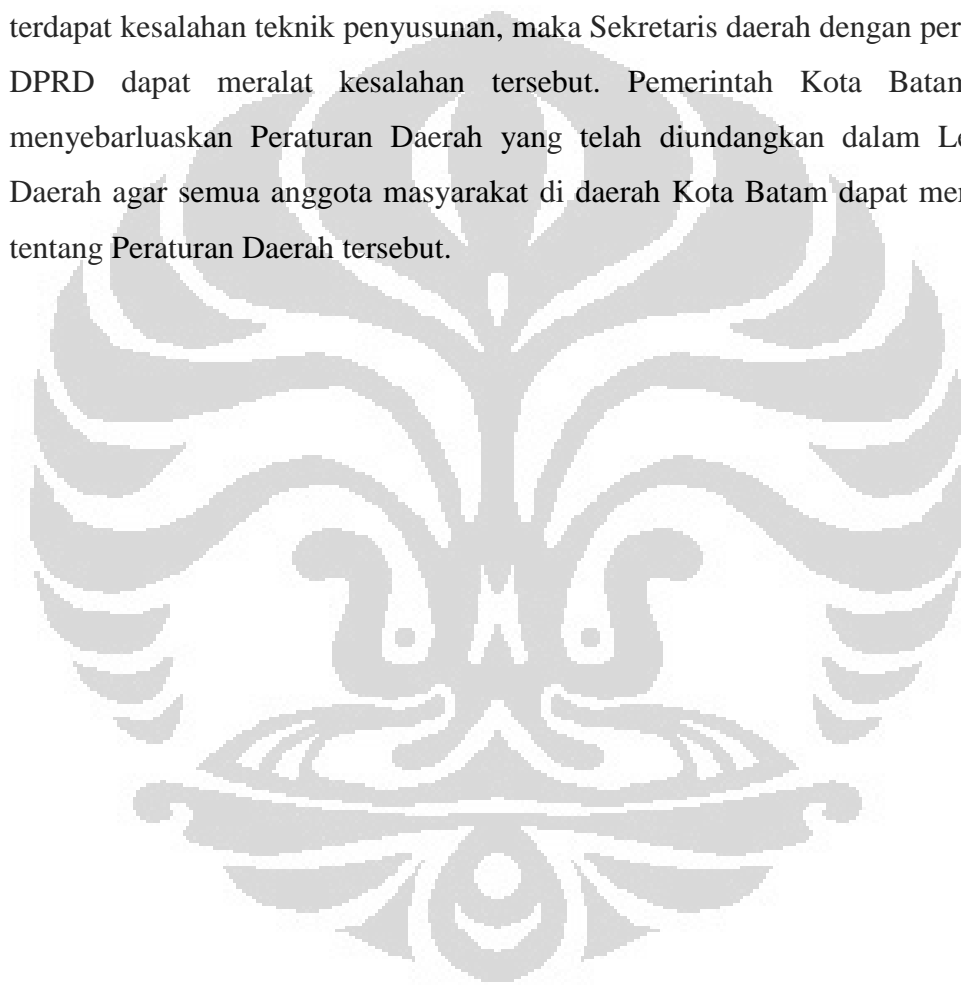 terdapat kesalahan teknik penyusunan, maka Sekretaris daerah dengan per
DPRD dapat meralat kesalahan tersebut. Pemerintah Kota Batam
menyebarluaskan Peraturan Daerah yang telah diundangkan dalam Le
Daerah agar semua anggota masyarakat di daerah Kota Batam dapat mer
tentang Peraturan Daerah tersebut.